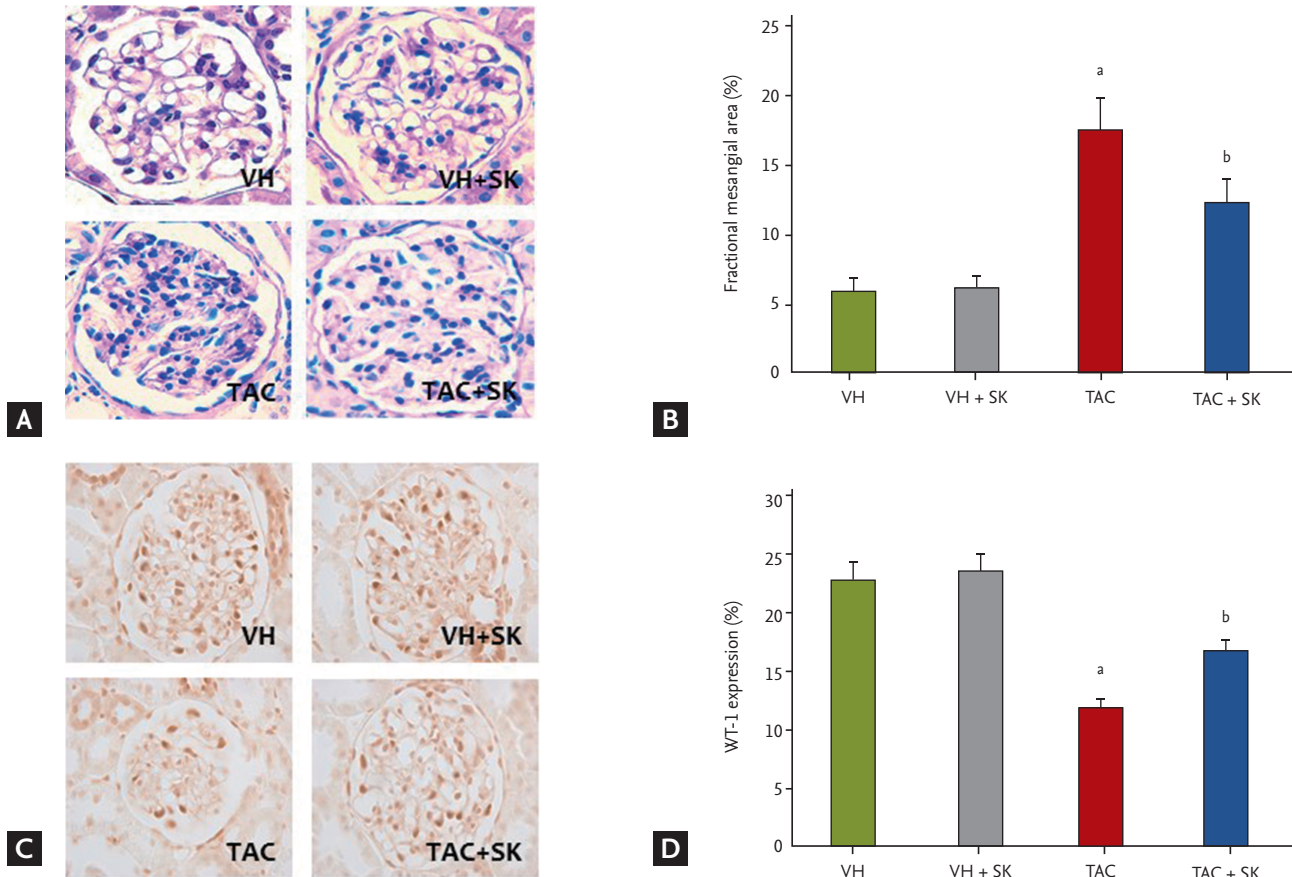 VH
VH+SK
TAC
TAC+SK
A
Fractional mesangial area (%)
25
20
15
10
5
0
a
b
VH
VH + SK
TAC
TAC + SK
B
VH
VH+SK
TAC
TAC+SK
C
WT-1 expression (%)
30
25
20
15
10
5
0
a
b
VH
VH + SK
TAC
TAC + SK
D